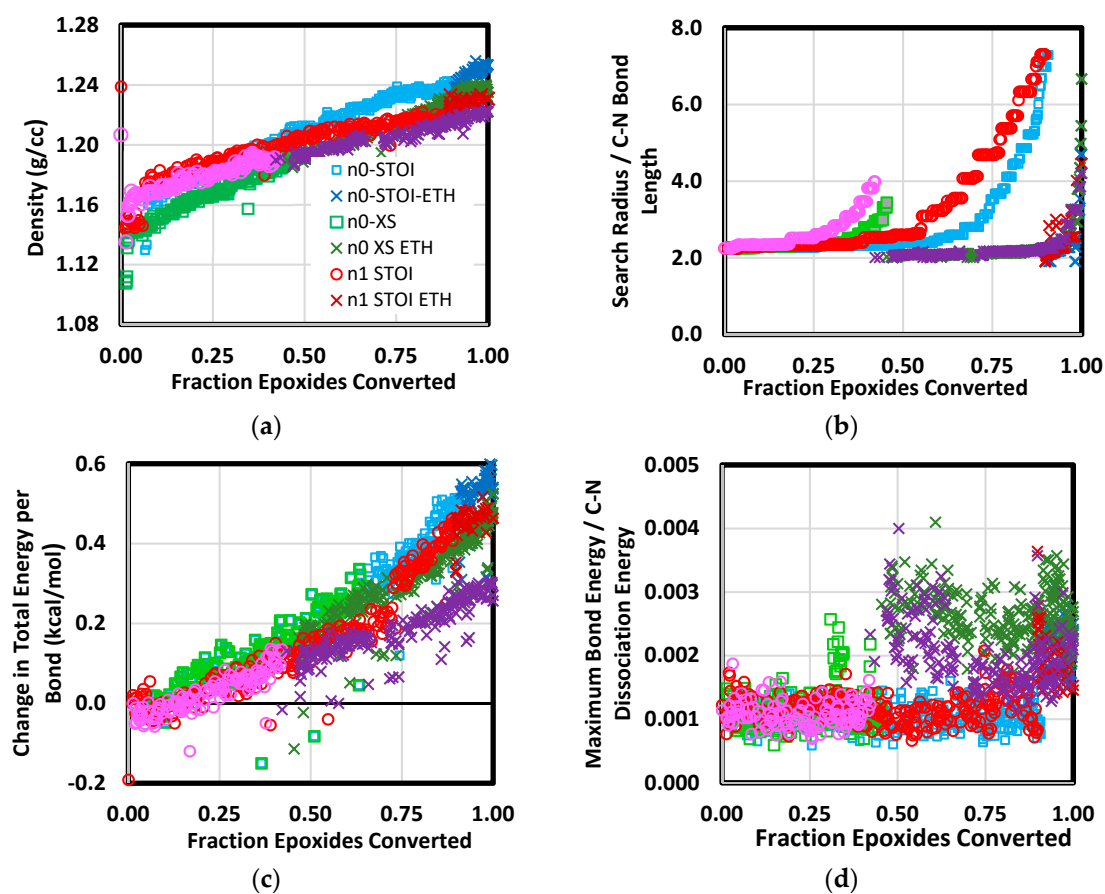 1.28
1.24
1.20
1.16
1.12
1.08
Density (g/cc)
n0-STOI
n0-STOI-ETH
n0-XS
n0 XS ETH
n1 STOI
n1 STOI ETH
0.00 0.25 0.50 0.75 1.00
Fraction Epoxides Converted
(a)
8.0
6.0
4.0
2.0
0.0
Search Radius / C-N Bond
Length
0.00 0.25 0.50 0.75 1.00
Fraction Epoxides Converted
(b)
0.6
0.4
0.2
0.0
-0.2
Change in Total Energy per
Bond (kcal/mol)
0.00 0.25 0.50 0.75 1.00
Fraction Epoxides Converted
(c)
0.005
0.004
0.003
0.002
0.001
0.000
Maximum Bond Energy / C-N
Dissociation Energy
0.00 0.25 0.50 0.75 1.00
Fraction Epoxides Converted
(d)